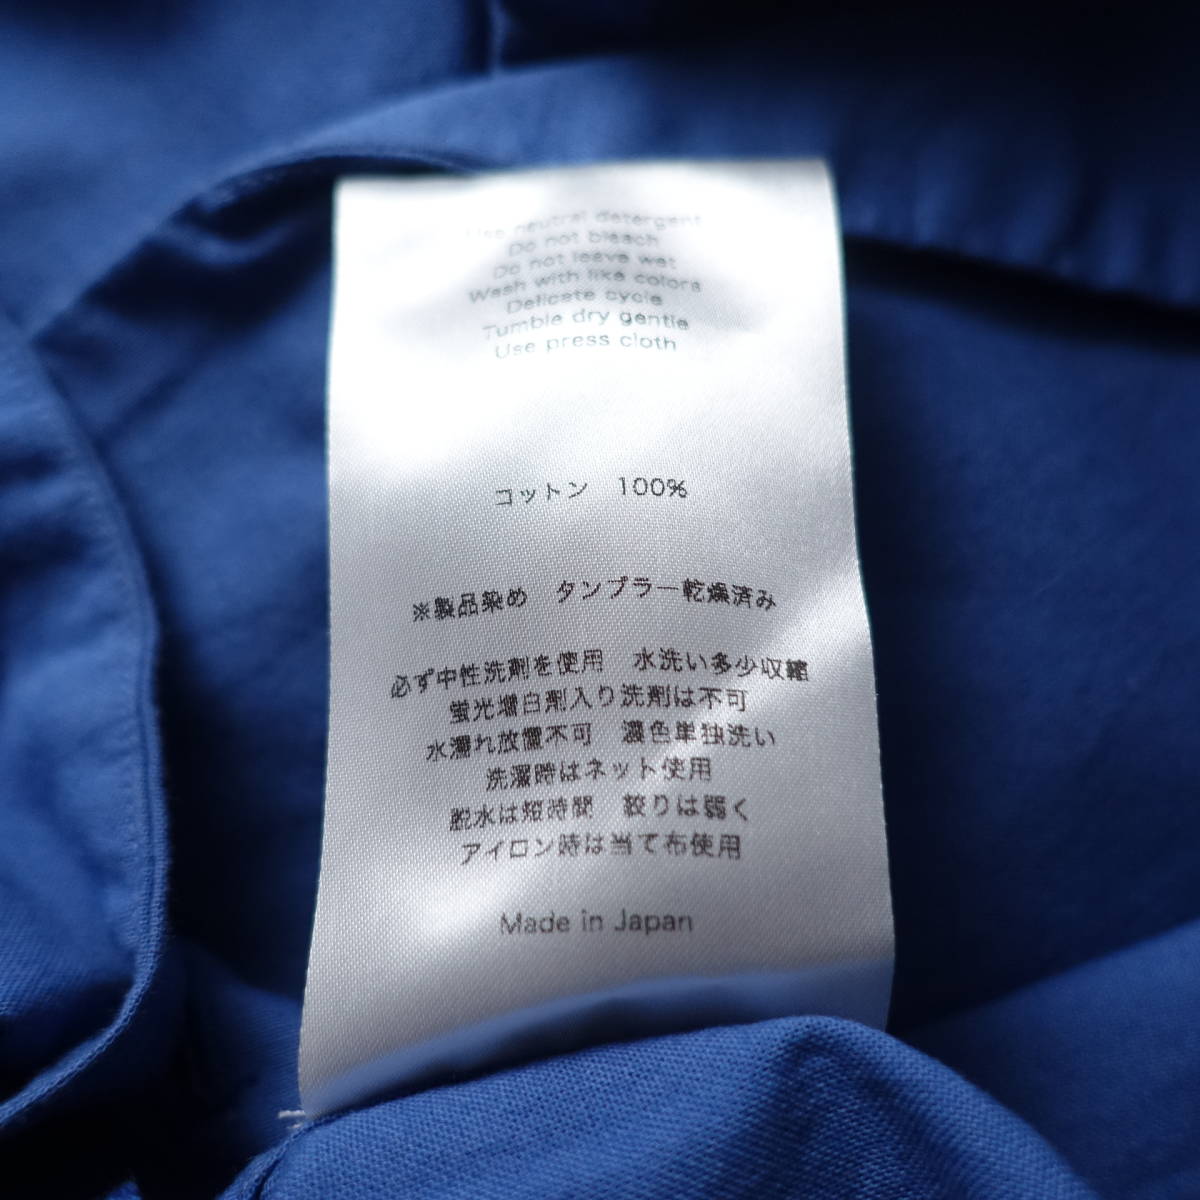 Use neutral detergent
Do not bleach
Do not leave wet
Wash with like colors
Delicate cycle
Tumble dry gentle
Use press cloth
コットン 100%
※製品染め タンブラー乾燥済み
必ず中性洗剤を使用 水洗い多少収縮
蛍光増白剤入り洗剤は不可
水濡れ放置不可 濃色単独洗い
洗濯時はネット使用
脱水は短時間 絞りは弱く
アイロン時は当て布使用
Made in Japan